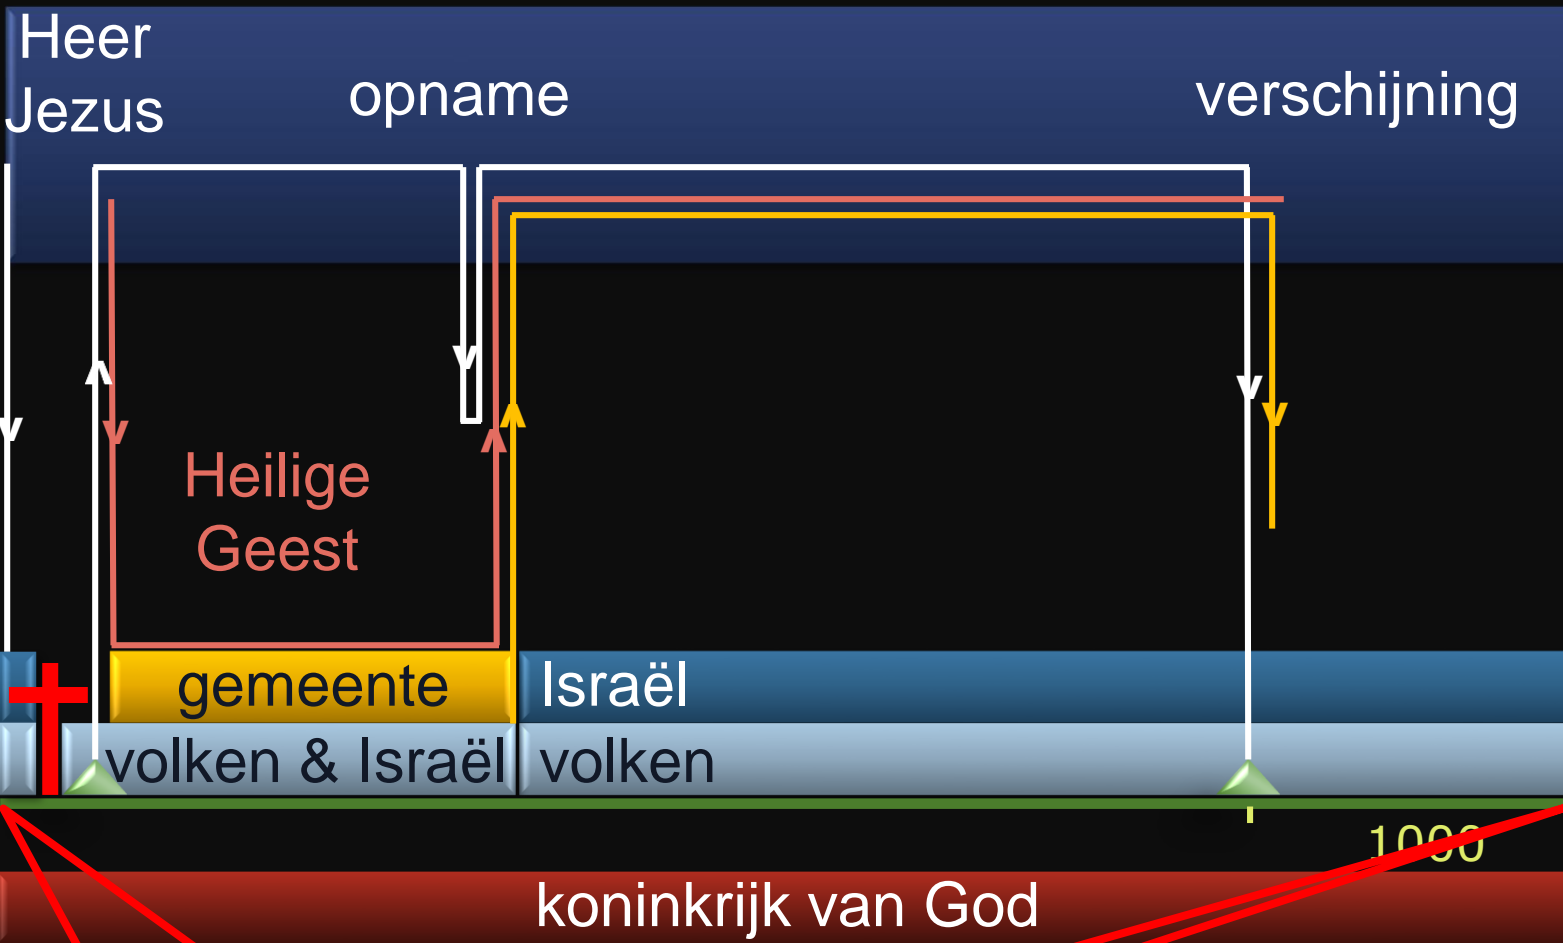 Heer
Jezus
opname
verschijning
Heilige
Geest
gemeente
Israël
volken & Israël
volken
1000
koninkrijk van God